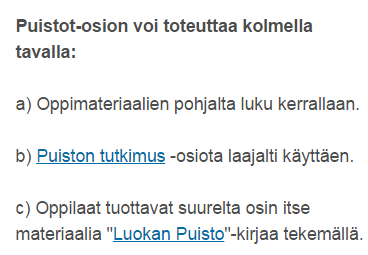 Puistot-osion voi toteuttaa kolmella
tavalla:
a) Oppimateriaalien pohjalta luku kerrallaan.
b) Puiston tutkimus -osiota laajalti käyttäen.
c) Oppilaat tuottavat suurelta osin itse
materiaalia "Luokan Puisto"-kirjaa tekemällä.